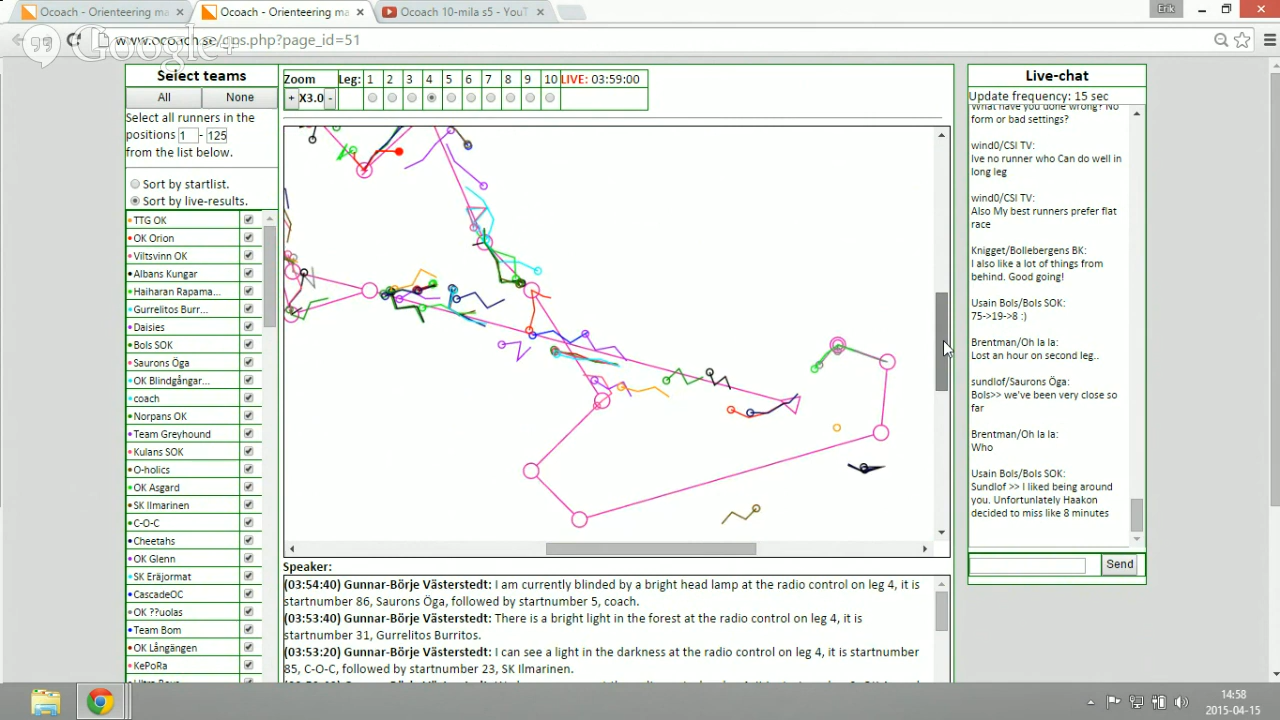 Ocoach - Orienteering ma
Ocoach - Orienteering ma
Ocoach 10-mila s5 - YouT
Erik
Google+
www.ocoach.se/gps.php?page_id=51
Select teams
All
None
Select all runners in the
positions 1 - 125
from the list below.
Sort by startlist.
Sort by live-results.
TTG OK
OK Orion
Viltsvinn OK
Albans Kungar
Haiharan Rapama...
Gurrelitos Burr...
Daisies
Bols SOK
Saurons Öga
OK Blindgångar...
coach
Norpans OK
Team Greyhound
Kulans SOK
O-holics
OK Asgard
SK Ilmarinen
C-O-C
Cheetahs
OK Glenn
SK Eräjormat
CascadeOC
OK ??uolas
Team Bom
OK Långängen
KePoRa
Zoom
Leg:
1
2
3
4
5
6
7
8
9
10
LIVE: 03:59:00
+
X3.0
-
Speaker:
(03:54:40) Gunnar-Börje Västerstedt: I am currently blinded by a bright head lamp at the radio control on leg 4, it is
startnumber 86, Saurons Öga, followed by startnumber 5, coach.
(03:53:40) Gunnar-Börje Västerstedt: There is a bright light in the forest at the radio control on leg 4, it is
startnumber 31, Gurrelitos Burritos.
(03:53:20) Gunnar-Börje Västerstedt: I can see a light in the darkness at the radio control on leg 4, it is startnumber
85, C-O-C, followed by startnumber 23, SK Ilmarinen.
Live-chat
Update frequency: 15 sec
What have you done wrong? No
form or bad settings?
wind0/CSI TV:
Ive no runner who Can do well in
long leg
wind0/CSI TV:
Also My best runners prefer flat
race
Knigget/Bollebergens BK:
I also like a lot of things from
behind. Good going!
Usain Bols/Bols SOK:
75->19->8 :)
Brentman/Oh la la:
Lost an hour on second leg..
sundlof/Saurons Öga:
Bols>> we've been very close so
far
Brentman/Oh la la:
Who
Usain Bols/Bols SOK:
Sundlof >> I liked being around
you. Unfortunlately Haakon
decided to miss like 8 minutes
Send
14:58
2015-04-15